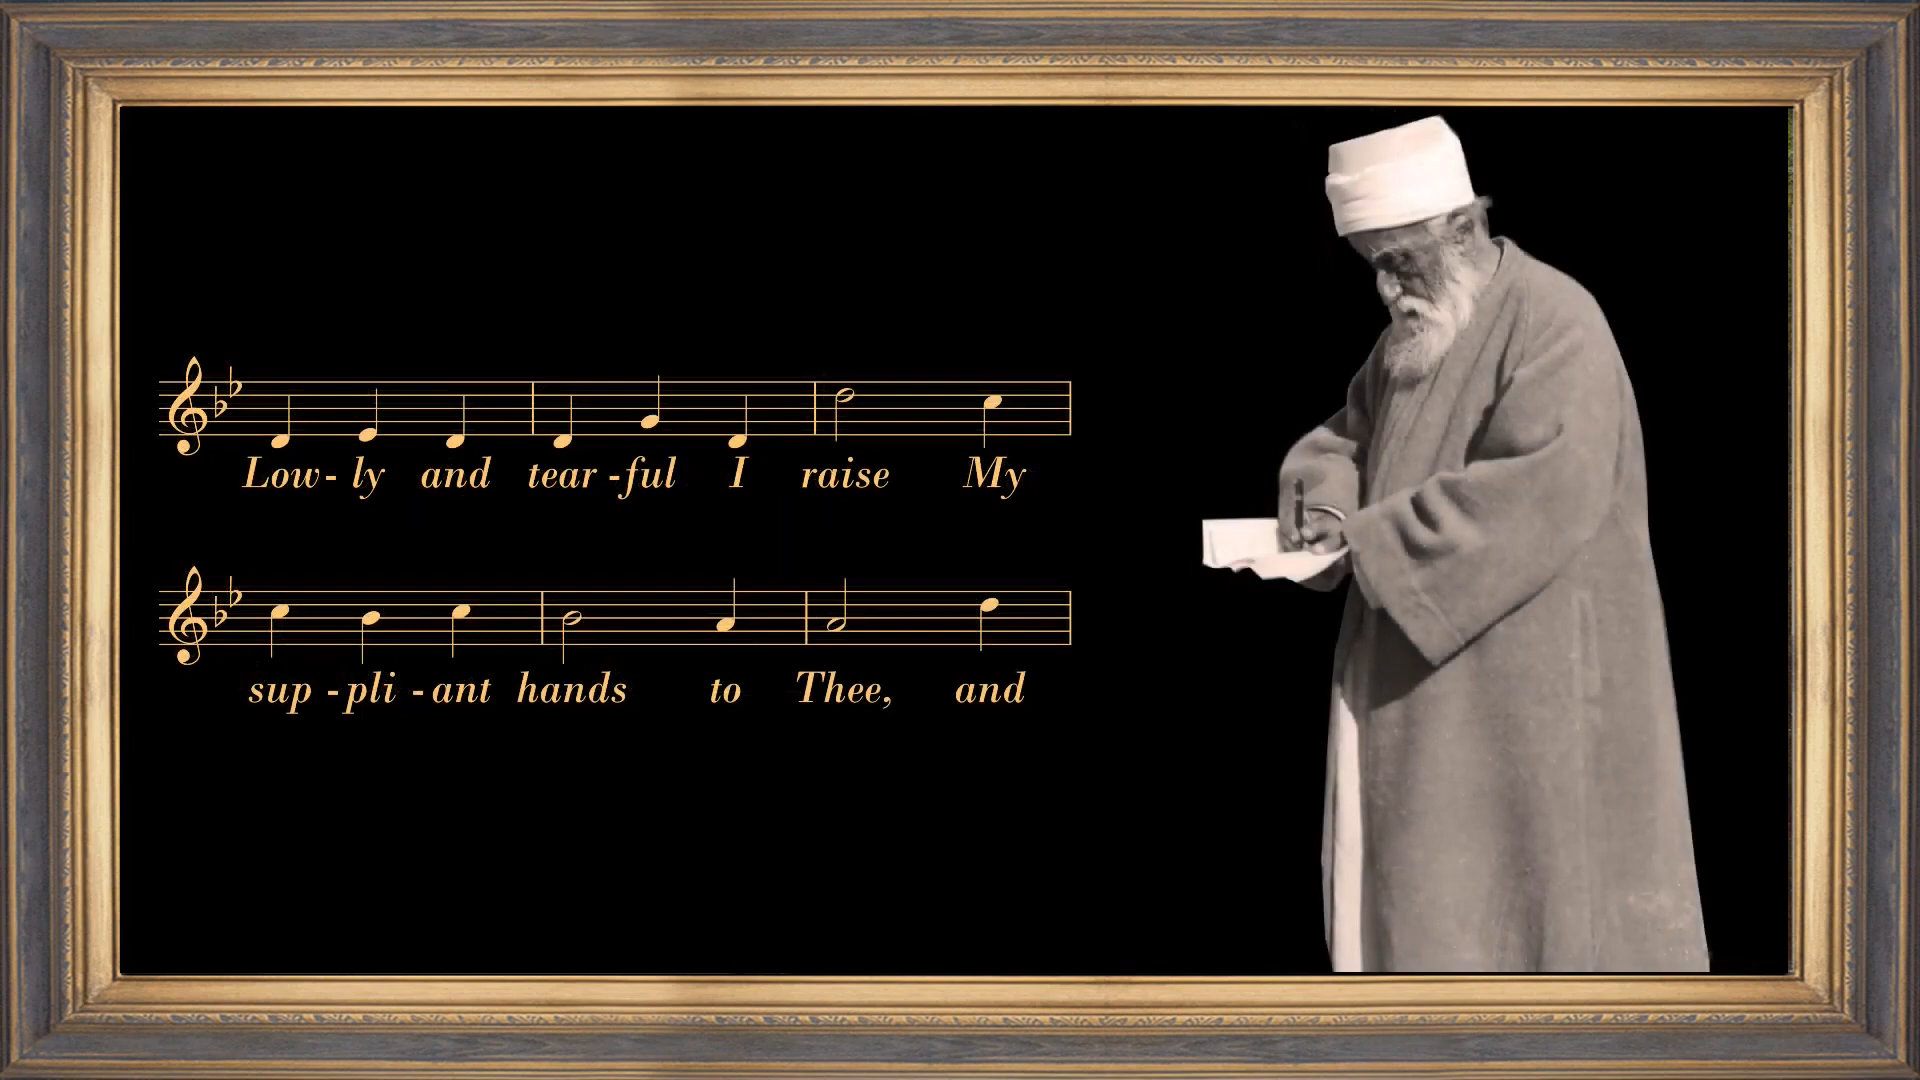 Low- ly and tear -ful I raise My
sup -pli -ant hands to Thee, and